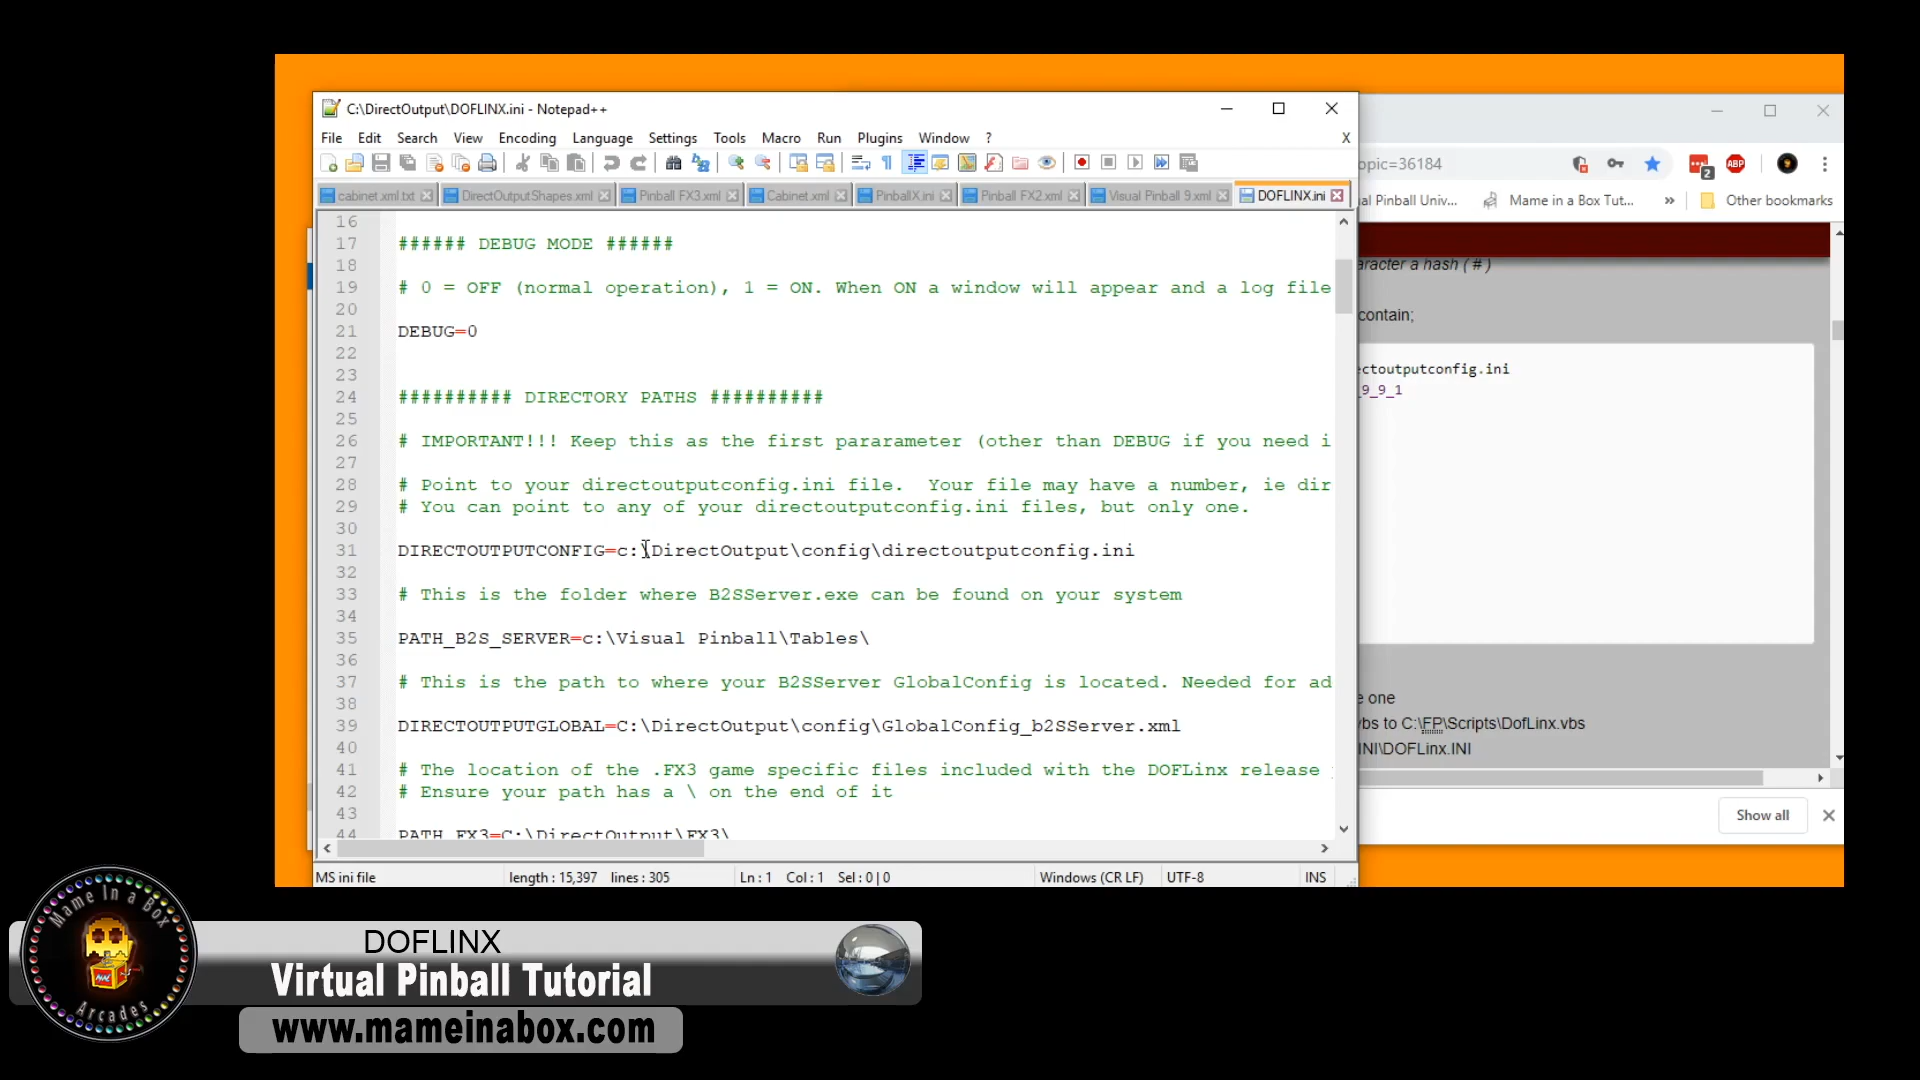 C:\DirectOutput\DOFLINX.ini - Notepad++
File Edit Search View Encoding Language Settings Tools Macro Run Plugins Window ? X
cabinet.xml.txt DirectOutputShapes.xml Pinball FX3.xml Cabinet.xml PinballX.ini Pinball FX2.xml Visual Pinball 9.xml DOFLINX.ini
16
17 ###### DEBUG MODE ######
18
19 # 0 = OFF (normal operation), 1 = ON. When ON a window will appear and a log file
20
21 DEBUG=0
22
23
24 ########## DIRECTORY PATHS ##########
25
26 # IMPORTANT!!! Keep this as the first pararameter (other than DEBUG if you need i
27
28 # Point to your directoutputconfig.ini file. Your file may have a number, ie dir
29 # You can point to any of your directoutputconfig.ini files, but only one.
30
31 DIRECTOUTPUTCONFIG=c:\DirectOutput\config\directoutputconfig.ini
32
33 # This is the folder where B2SServer.exe can be found on your system
34
35 PATH_B2S_SERVER=c:\Visual Pinball\Tables\
36
37 # This is the path to where your B2SServer GlobalConfig is located. Needed for ad
38
39 DIRECTOUTPUTGLOBAL=C:\DirectOutput\config\GlobalConfig_b2SServer.xml
40
41 # The location of the .FX3 game specific files included with the DOFLinx release
42 # Ensure your path has a \ on the end of it
43
44 PATH_FX3=C:\DirectOutput\FX3\
MS ini file length : 15,397 lines : 305 Ln : 1 Col : 1 Sel : 0 | 0 Windows (CR LF) UTF-8 INS
opic=36184
2
ABP
al Pinball Univ... Mame in a Box Tut... » Other bookmarks
aracter a hash ( # )
contain;
ectoutputconfig.ini
_9_9_1
e one
vbs to C:\FP\Scripts\DofLinx.vbs
INI\DOFLinx.INI
Show all
Mame In a Box
Arcades
DOFLINX
Virtual Pinball Tutorial
www.mameinabox.com